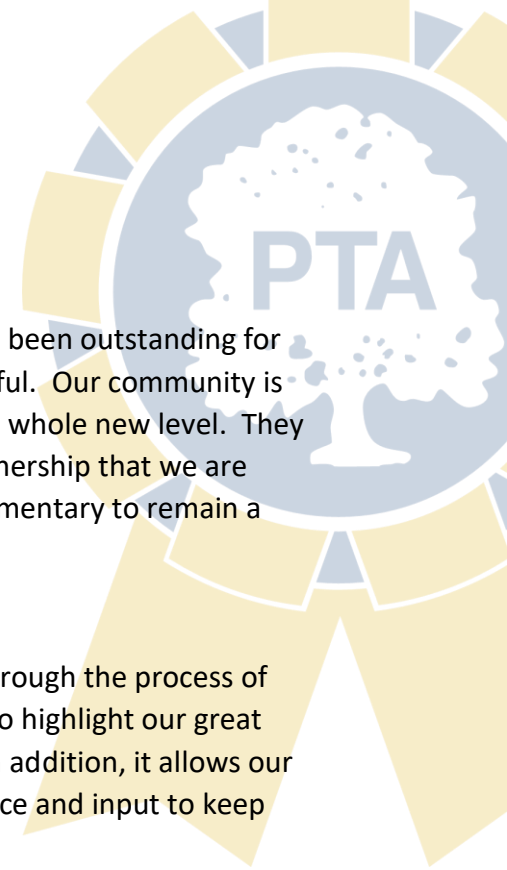 PTA
been outstanding for
ful. Our community is
whole new level. They
nership that we are
mentary to remain a
rough the process of
o highlight our great
addition, it allows our
ce and input to keep